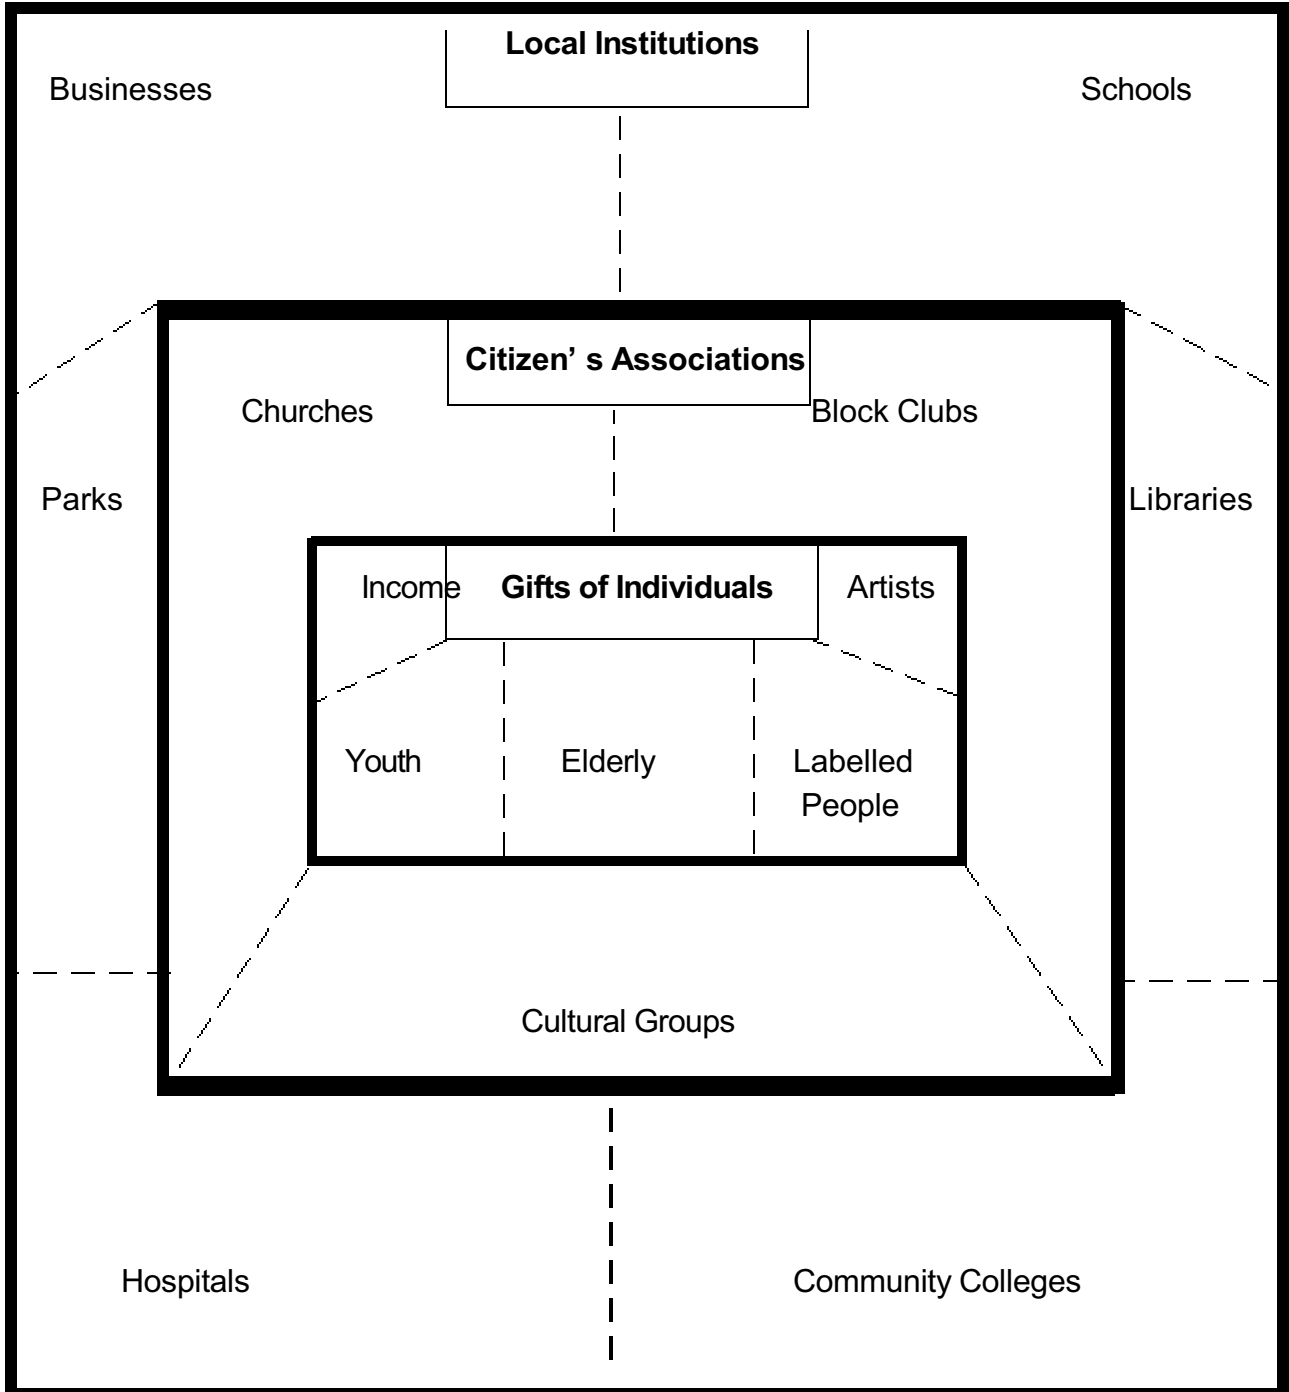 Local Institutions
Businesses
Schools
Citizen’ s Associations
Churches
Block Clubs
Parks
Libraries
Income
Gifts of Individuals
Artists
Youth
Elderly
Labelled
People
Cultural Groups
Hospitals
Community Colleges